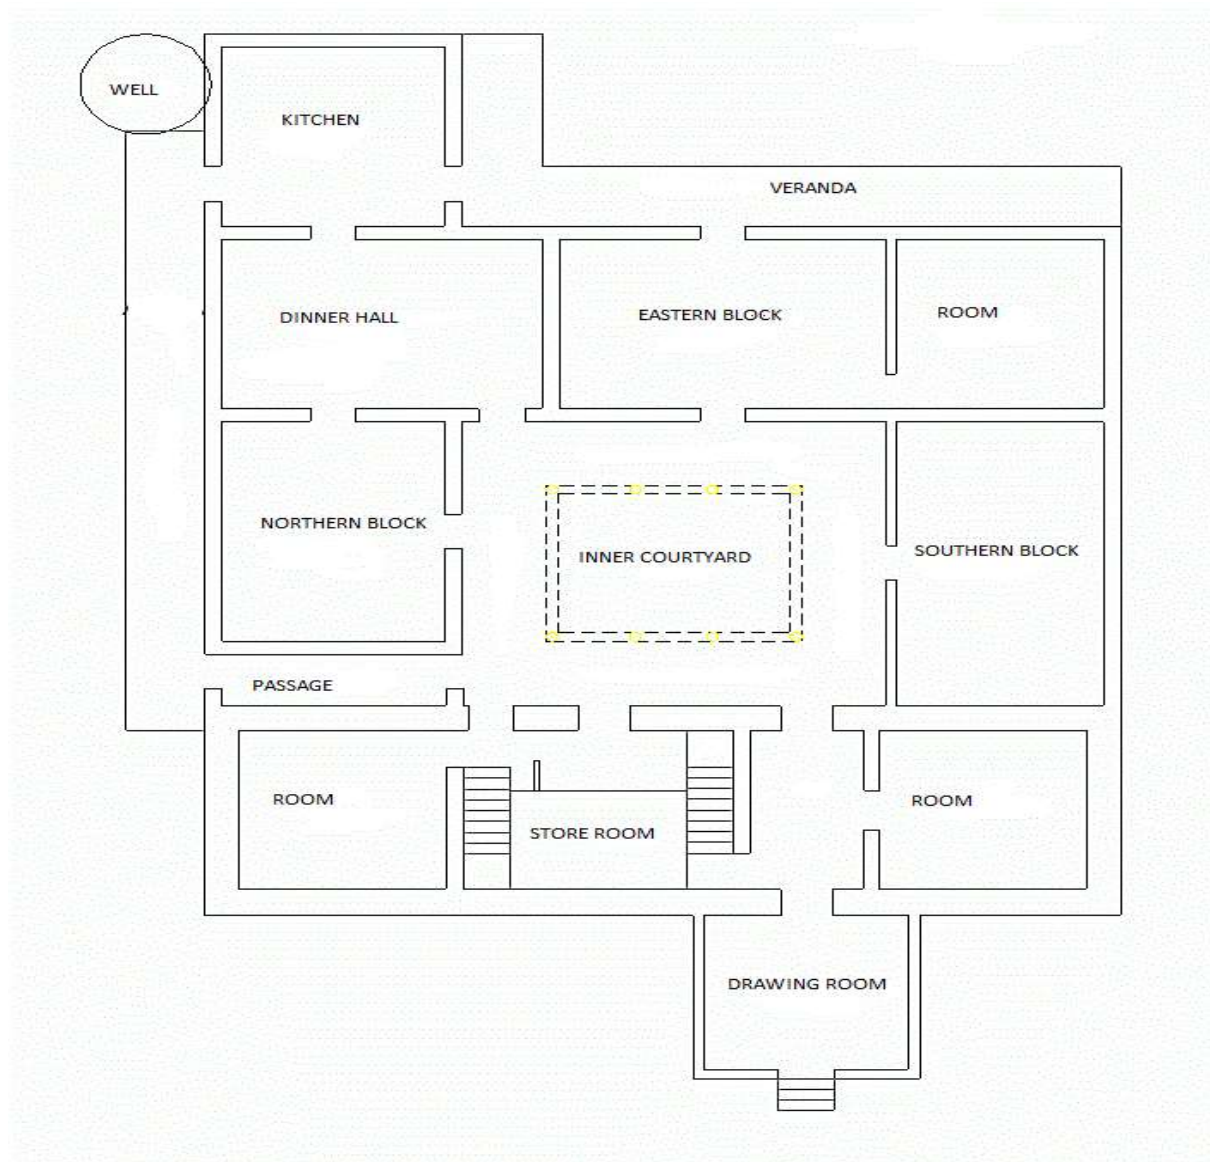 WELL
KITCHEN
VERANDA
DINNER HALL
EASTERN BLOCK
ROOM
NORTHERN BLOCK
INNER COURTYARD
SOUTHERN BLOCK
PASSAGE
ROOM
STORE ROOM
ROOM
DRAWING ROOM